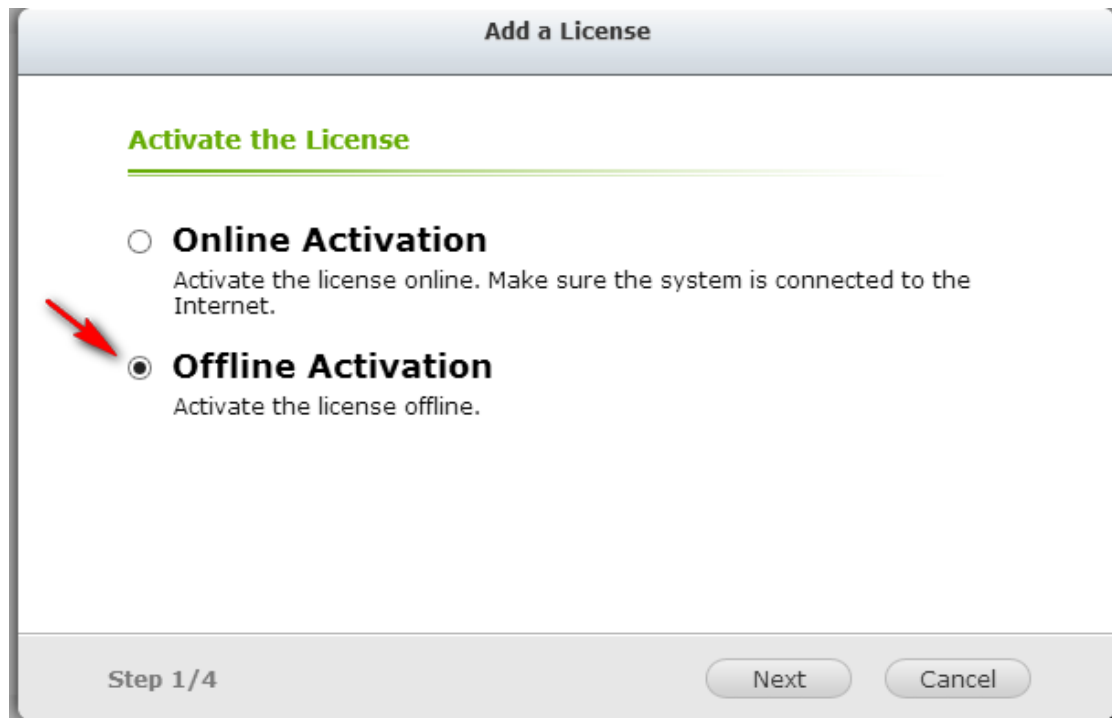 Add a License
Activate the License
Online Activation
Activate the license online. Make sure the system is connected to the
Internet.
Offline Activation
Activate the license offline.
Step 1/4
Next
Cancel